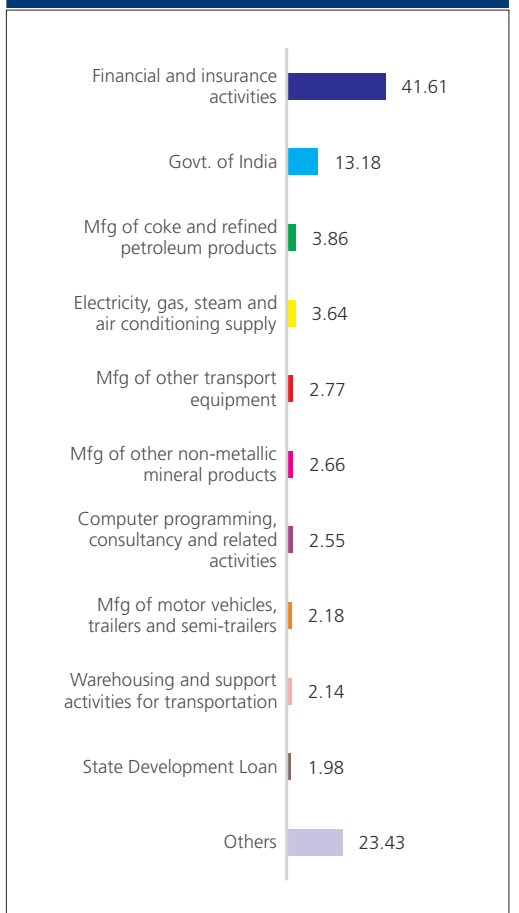 Financial and insurance
activities
41.61
Govt. of India
13.18
Mfg of coke and refined
petroleum products
3.86
Electricity, gas, steam and
air conditioning supply
3.64
Mfg of other transport
equipment
2.77
Mfg of other non-metallic
mineral products
2.66
Computer programming,
consultancy and related
activities
2.55
Mfg of motor vehicles,
trailers and semi-trailers
2.18
Warehousing and support
activities for transportation
2.14
State Development Loan
1.98
Others
23.43